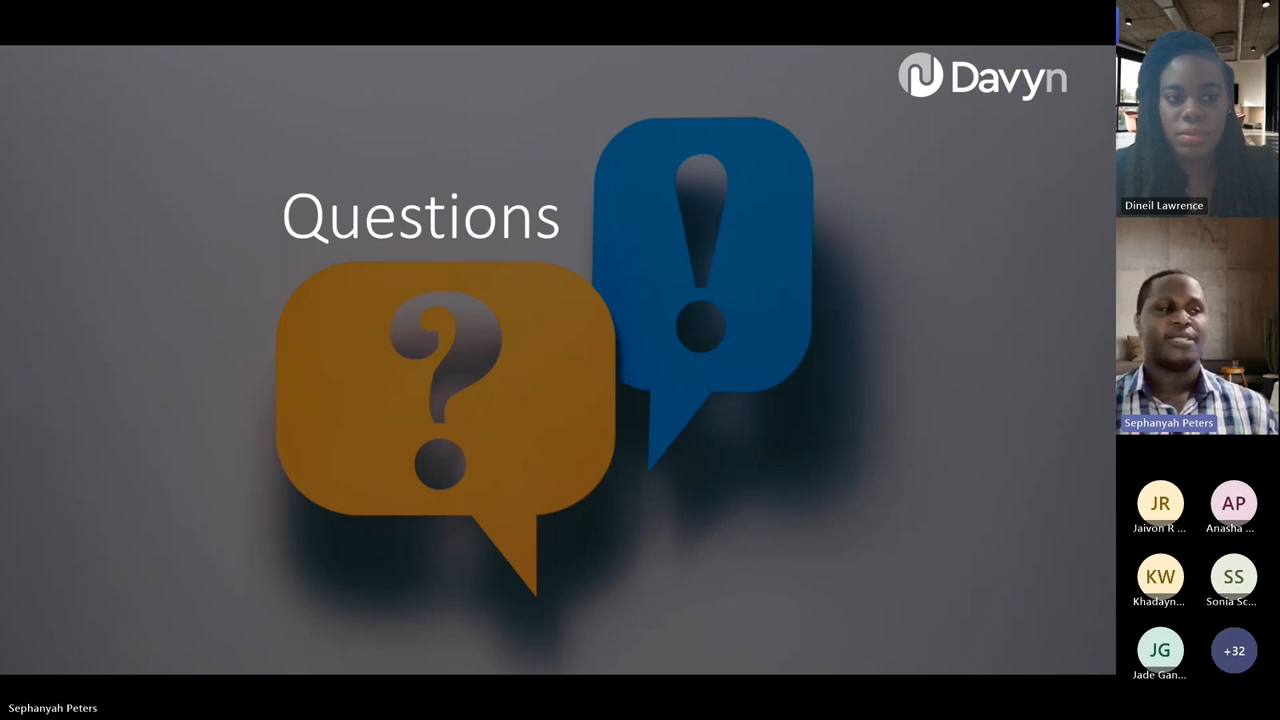 Davyn
Questions
?
!
Dineil Lawrence
Sephanyah Peters
JR
AP
Jaivon R ...
Anasha ...
KW
SS
Khadayn...
Sonia Sc...
JG
+32
Jade Gan...
Sephanyah Peters